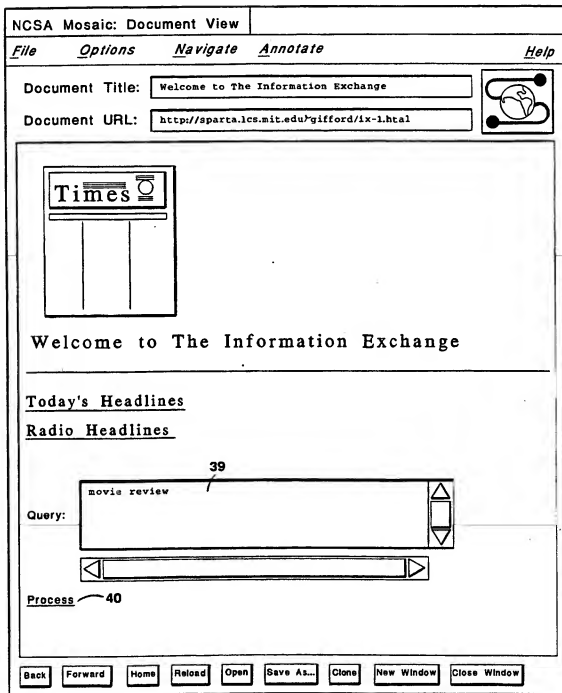 NCSA Mosaic: Document View
File Options Navigate Annotate Help
Document Title: Welcome to The Information Exchange
Document URL: http://sparta.lcs.mit.edu/~gifford/ix-1.htal
Times
Welcome to The Information Exchange
Today's Headlines
Radio Headlines
39
Query: movie review
Process 40
Back Forward Home Reload Open Save As... Clone New Window Close Window